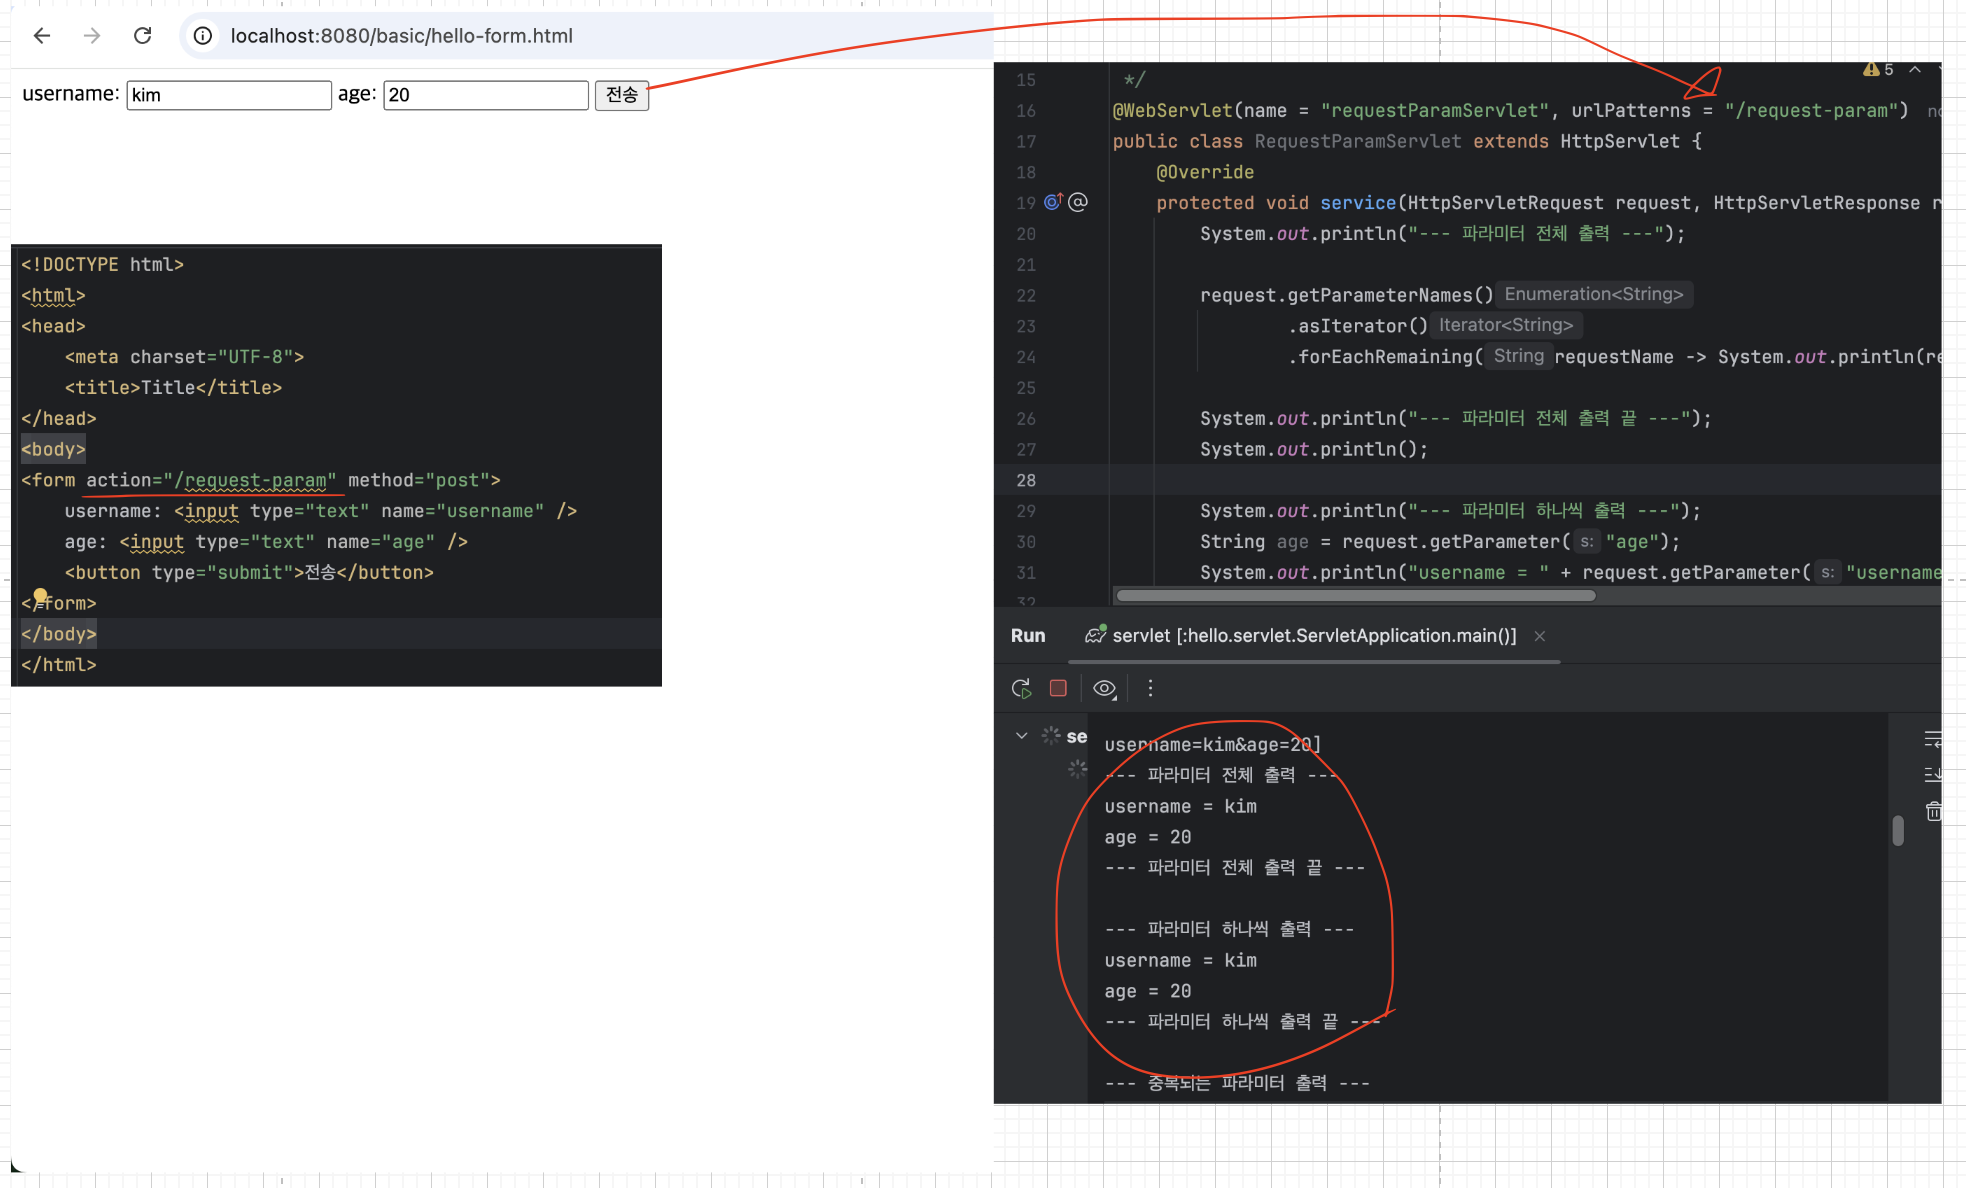 localhost:8080/basic/hello-form.html
username: kim age: 20 전송
<!DOCTYPE html>
<html>
<head>
    <meta charset="UTF-8">
    <title>Title</title>
</head>
<body>
<form action="/request-param" method="post">
    username: <input type="text" name="username" />
    age: <input type="text" name="age" />
    <button type="submit">전송</button>
</form>
</body>
</html>
5
15 */
16 @WebServlet(name = "requestParamServlet", urlPatterns = "/request-param")
17 public class RequestParamServlet extends HttpServlet {
18     @Override
19     protected void service(HttpServletRequest request, HttpServletResponse r
20         System.out.println("--- 파라미터 전체 출력 ---");
21
22         request.getParameterNames() Enumeration<String>
23                 .asIterator() Iterator<String>
24                 .forEachRemaining( String requestName -> System.out.println(re
25
26         System.out.println("--- 파라미터 전체 출력 끝 ---");
27         System.out.println();
28
29         System.out.println("--- 파라미터 하나씩 출력 ---");
30         String age = request.getParameter( s: "age");
31         System.out.println("username = " + request.getParameter( s: "username
32
Run servlet [:hello.servlet.ServletApplication.main()]
se
username=kim&age=20]
--- 파라미터 전체 출력 ---
username = kim
age = 20
--- 파라미터 전체 출력 끝 ---
--- 파라미터 하나씩 출력 ---
username = kim
age = 20
--- 파라미터 하나씩 출력 끝 ---
--- 중복되는 파라미터 출력 ---